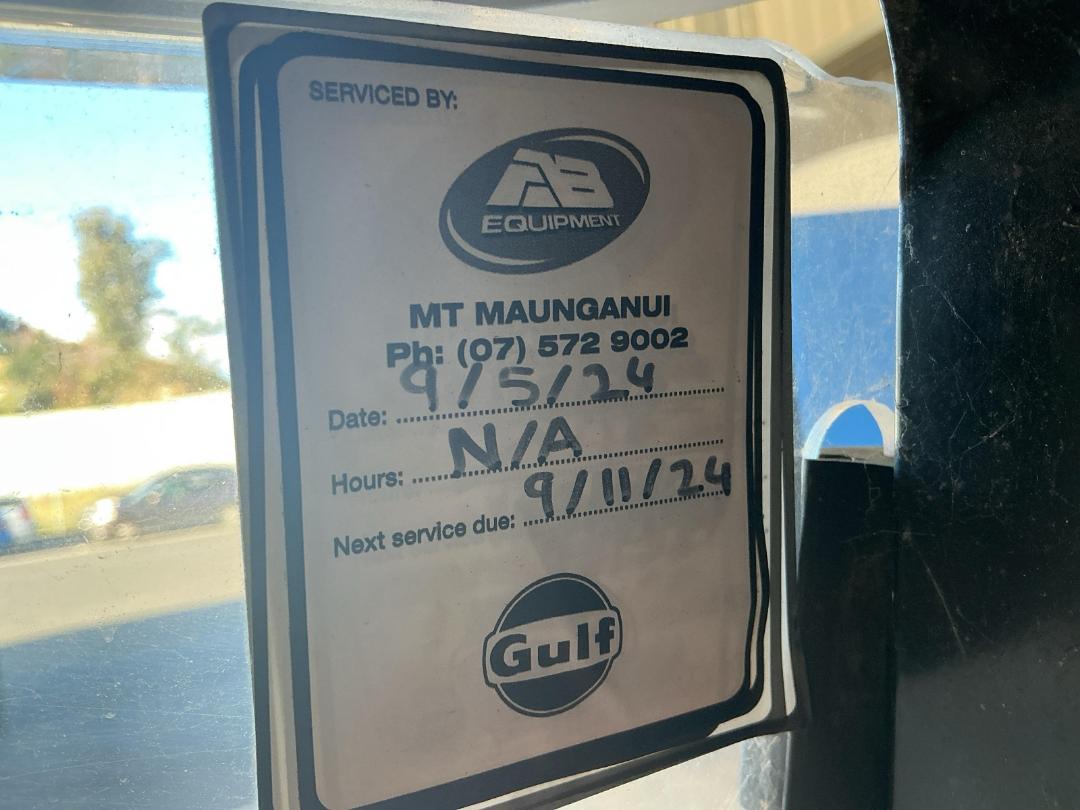 SERVICED BY:
AB
EQUIPMENT
MT MAUNGANUI
Ph: (07) 572 9002
Date: 9/5/24
Hours: N/A
Next service due: 9/11/24
Gulf